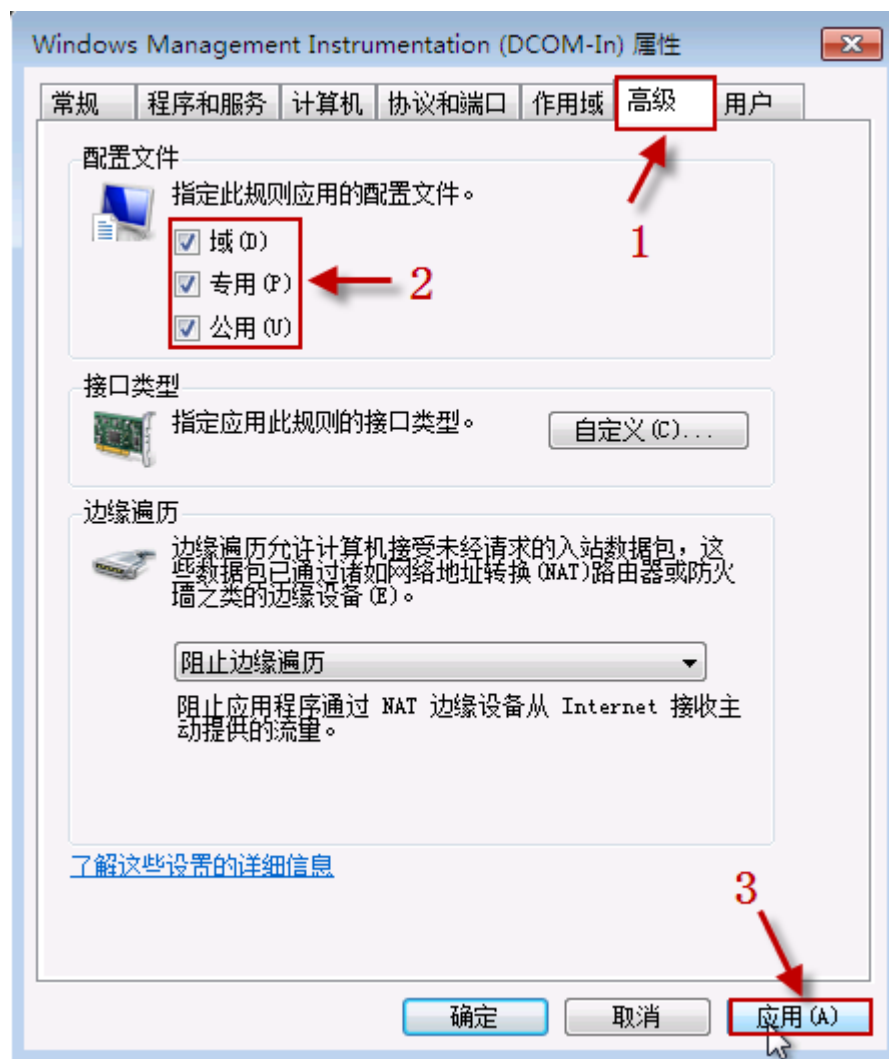 Windows Management Instrumentation (DCOM-In) 属性
常规 程序和服务 计算机 协议和端口 作用域 高级 用户
配置文件
指定此规则应用的配置文件。
1
域(D)
专用(P)
2
公用(U)
接口类型
指定应用此规则的接口类型。
自定义(C)...
边缘遍历
边缘遍历允许计算机接受未经请求的入站数据包，这
些数据包已通过诸如网络地址转换(NAT)路由器或防火
墙之类的边缘设备(E)。
阻止边缘遍历
阻止应用程序通过 NAT 边缘设备从 Internet 接收主
动提供的流量。
了解这些设置的详细信息
3
确定 取消 应用(A)